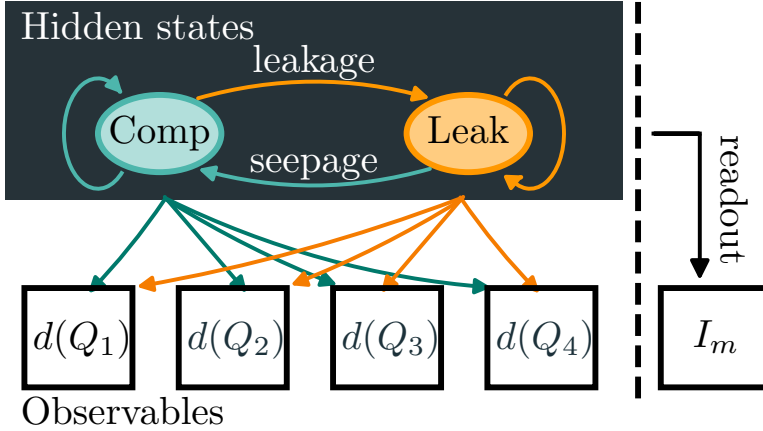 Hidden states
leakage
Comp
Leak
seepage
readout
d(Q₁)
d(Q₂)
d(Q₃)
d(Q₄)
Iₘ
Observables